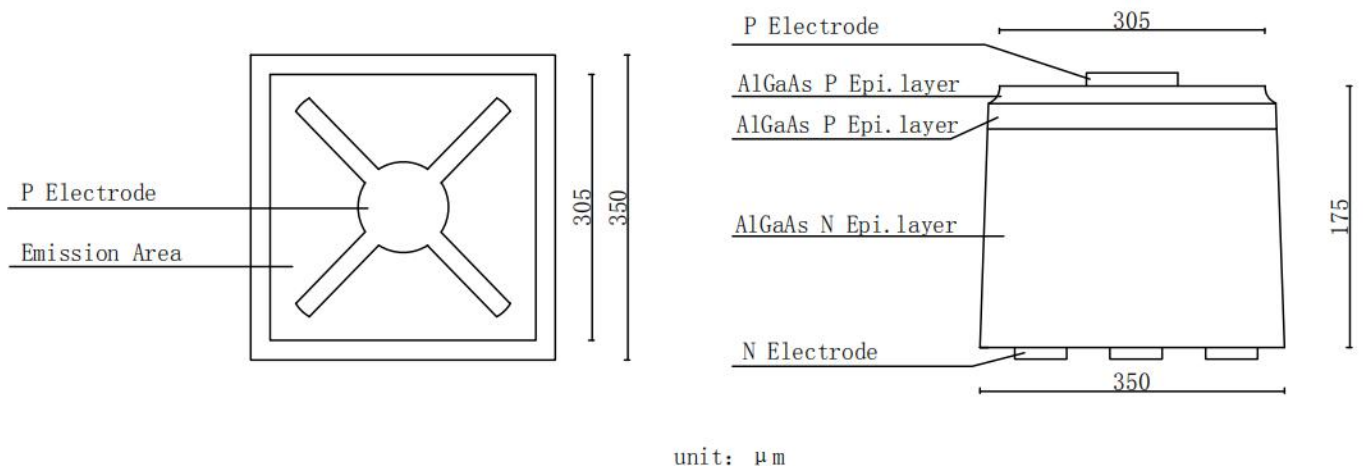 P Electrode
Emission Area
305
350
305
P Electrode
AlGaAs P Epi.layer
AlGaAs P Epi.layer
AlGaAs N Epi.layer
N Electrode
175
350
unit: μm